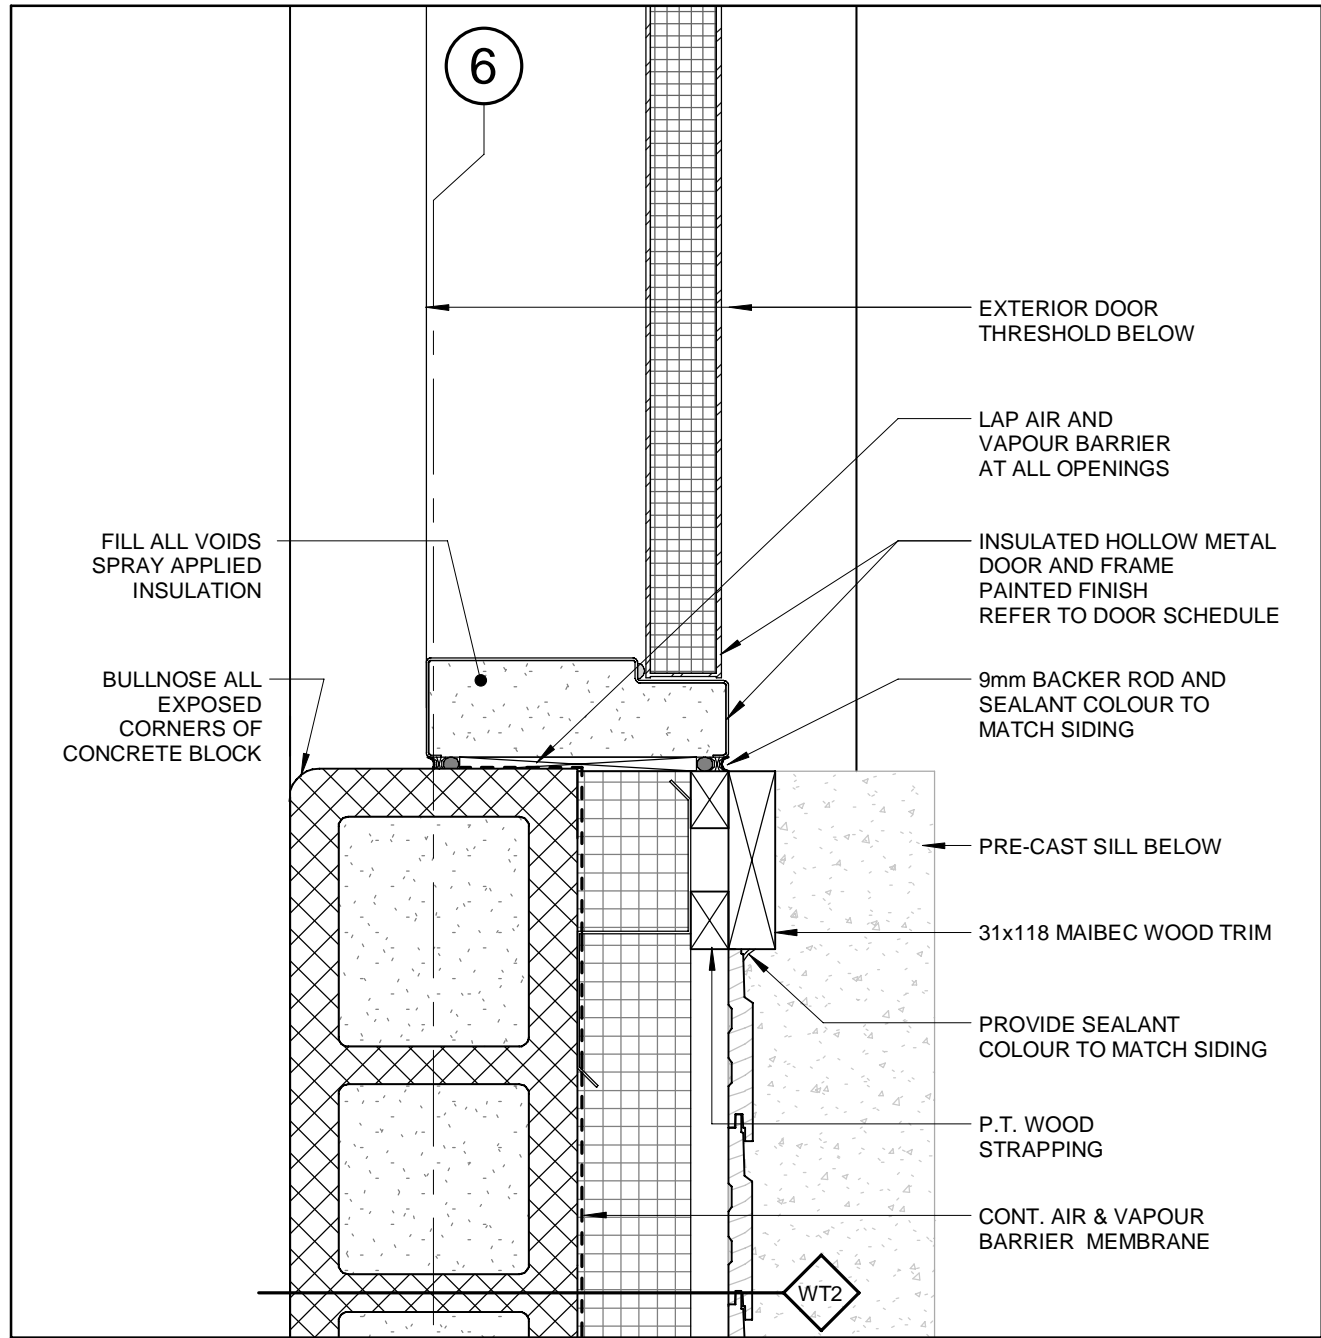 6
EXTERIOR DOOR
THRESHOLD BELOW
LAP AIR AND
VAPOUR BARRIER
AT ALL OPENINGS
FILL ALL VOIDS
SPRAY APPLIED
INSULATION
INSULATED HOLLOW METAL
DOOR AND FRAME
PAINTED FINISH
REFER TO DOOR SCHEDULE
BULLNOSE ALL
EXPOSED
CORNERS OF
CONCRETE BLOCK
9mm BACKER ROD AND
SEALANT COLOUR TO
MATCH SIDING
PRE-CAST SILL BELOW
31x118 MAIBEC WOOD TRIM
PROVIDE SEALANT
COLOUR TO MATCH SIDING
P.T. WOOD
STRAPPING
CONT. AIR & VAPOUR
BARRIER MEMBRANE
WT2